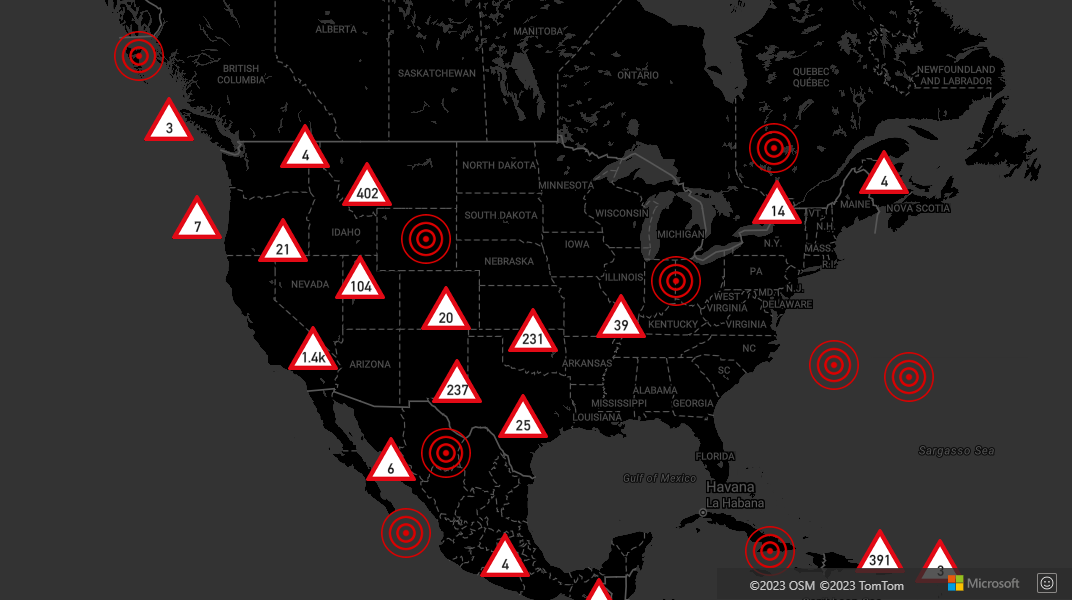 ALBERTA
MANITOBA
BRITISH
COLUMBIA
SASKATCHEWAN
ONTARIO
QUEBEC
QUÉBEC
NEWFOUNDLAND
AND LABRADOR
3
4
NORTH DAKOTA
MINNESOTA
402
4
MAINE
NOVA SCOTIA
7
SOUTH DAKOTA
WISCONSIN
14
VT.
N.H.
IDAHO
MICHIGAN
21
IOWA
N.Y.
MASS.
NEBRASKA
R.I.
PA
NEVADA
104
ILLINOIS
N.J.
MD.
WEST
VIRGINIA
DELAWARE
20
39
KENTUCKY
VIRGINIA
231
NC
1.4k
ARIZONA
ARKANSAS
SC
237
ALABAMA
MISSISSIPPI
GEORGIA
LOUISIANA
25
FLORIDA
Sargasso Sea
6
Gulf of Mexico
Havana
La Habana
4
391
3
©2023 OSM ©2023 TomTom
Microsoft